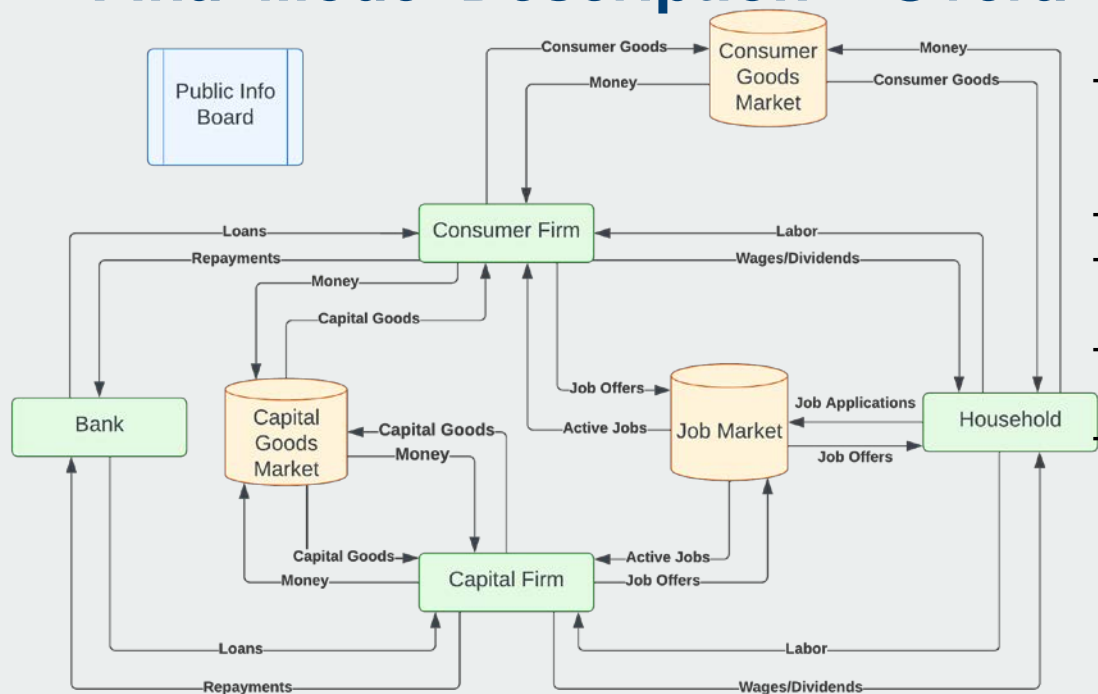 Consumer Goods
Consumer
Goods
Market
Money
Money
Consumer Goods
Public Info
Board
Consumer Firm
Loans
Labor
Repayments
Wages/Dividends
Money
Capital Goods
Job Offers
Job Applications
Bank
Capital
Goods
Market
Capital Goods
Money
Active Jobs
Job Market
Household
Job Offers
Capital Goods
Active Jobs
Money
Capital Firm
Job Offers
Loans
Labor
Repayments
Wages/Dividends